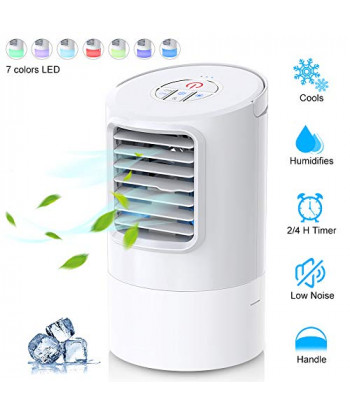 7 colors LED
Cools
Humidifies
2/4 H Timer
Low Noise
Handle